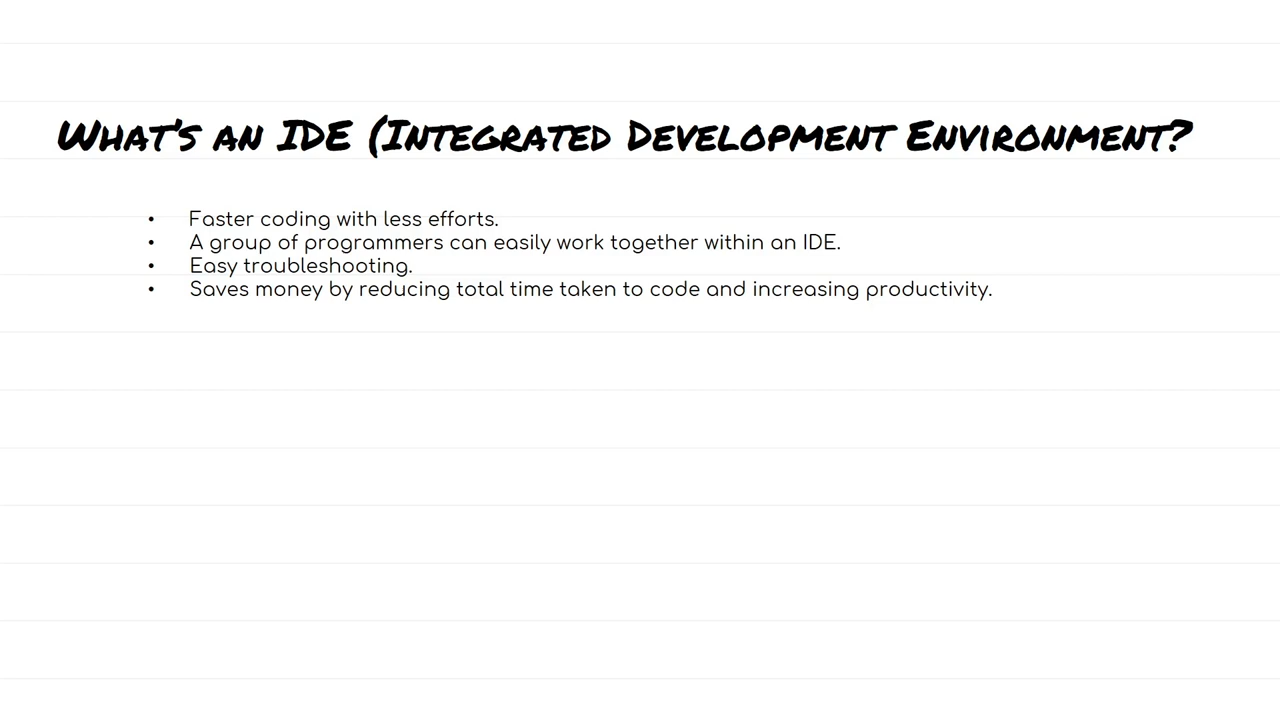 What's an IDE (Integrated Development Environment?
• Faster coding with less efforts.
• A group of programmers can easily work together within an IDE.
• Easy troubleshooting.
• Saves money by reducing total time taken to code and increasing productivity.